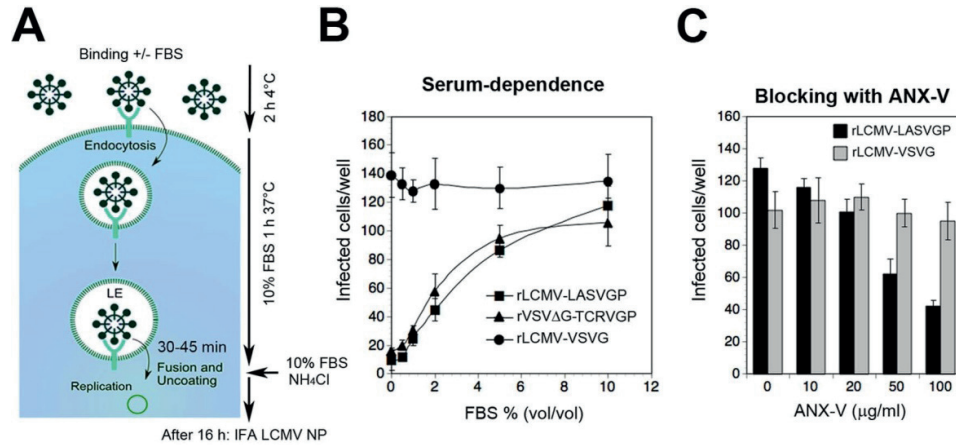 A
Binding +/- FBS
Endocytosis
LE
30-45 min
Fusion and
Uncoating
Replication
2 h 4°C
10% FBS 1 h 37°C
10% FBS
NH₄Cl
After 16 h: IFA LCMV NP
B
Serum-dependence
Infected cells/well
160
140
120
100
80
60
40
20
0
rLCMV-LASVGP
rVSVΔG-TCRVGP
rLCMV-VSVG
0 2 4 6 8 10 12
FBS % (vol/vol)
C
Blocking with ANX-V
Infected cells/well
180
160
140
120
100
80
60
40
20
0
rLCMV-LASVGP
rLCMV-VSVG
0 10 20 50 100
ANX-V (μg/ml)